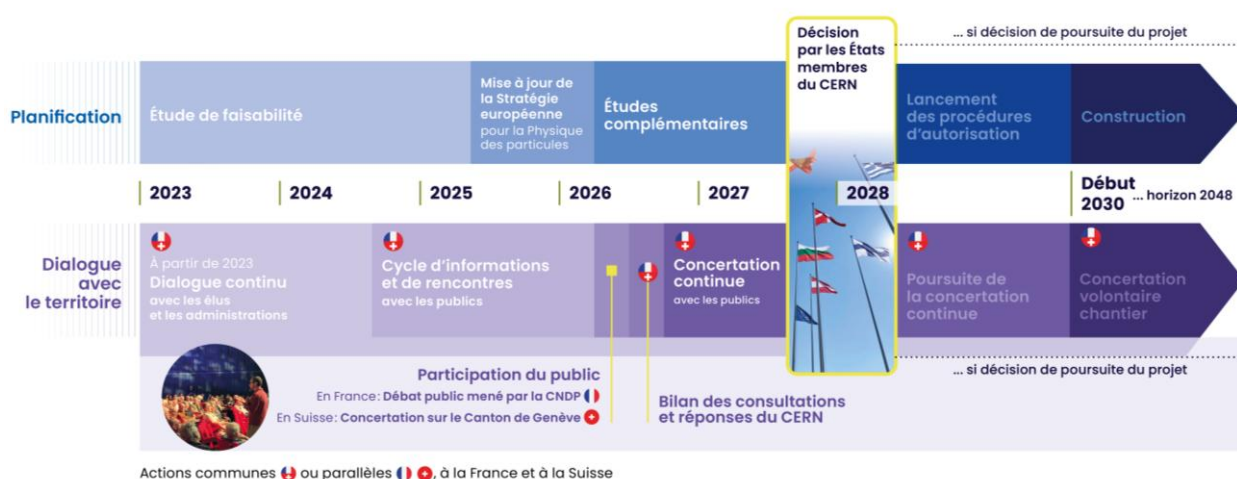 Décision
par les États
membres
du CERN
... si décision de poursuite du projet
Planification
Étude de faisabilité
Mise à jour de
la Stratégie
européenne
pour la Physique
des particules
Études
complémentaires
Lancement
des procédures
d'autorisation
Construction
2023
2024
2025
2026
2027
2028
Début
2030
... horizon 2048
Dialogue
avec
le territoire
À partir de 2023
Dialogue continu
avec les élus
et les administrations
Cycle d'informations
et de rencontres
avec les publics
Concertation
continue
avec les publics
Poursuite de
la concertation
continue
Concertation
volontaire
chantier
... si décision de poursuite du projet
Participation du public
En France : Débat public mené par la CNDP
En Suisse : Concertation sur le Canton de Genève
Bilan des consultations
et réponses du CERN
Actions communes ou parallèles , à la France et à la Suisse